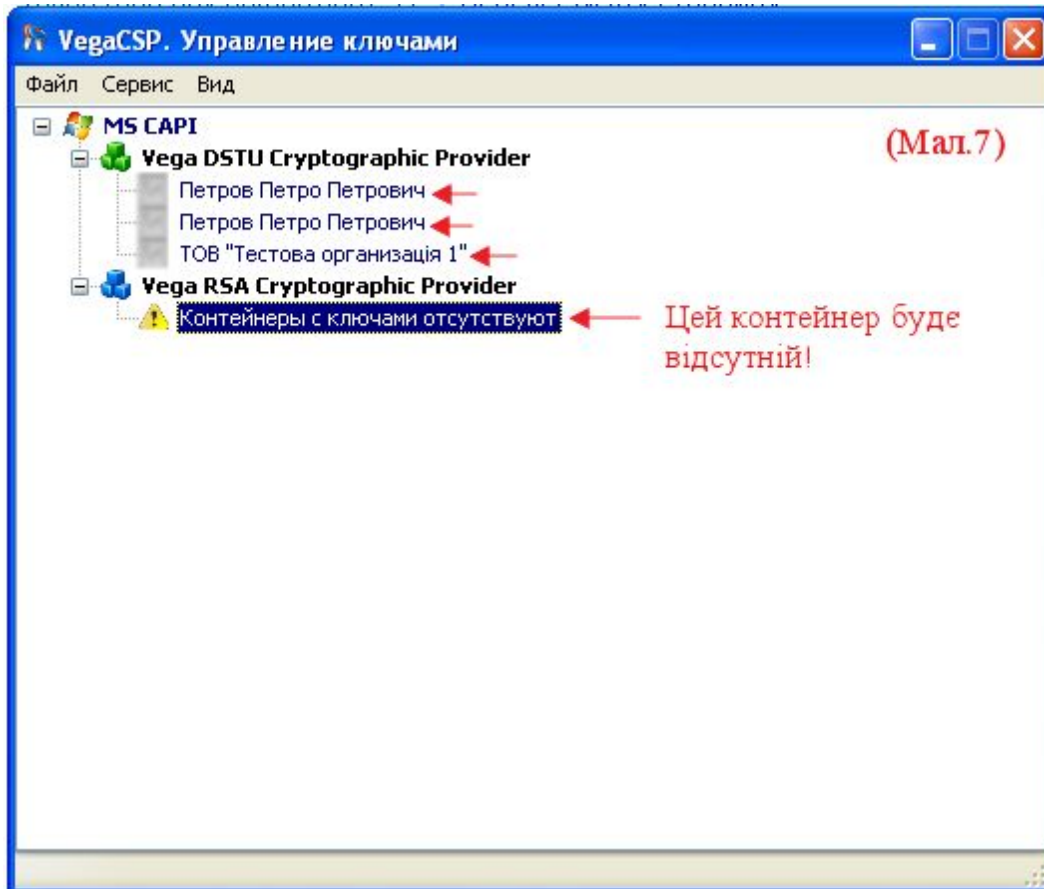 VegaCSP. Управление ключами
Файл Сервис Вид
MS CAPI
(Мал.7)
Vega DSTU Cryptographic Provider
Петров Петро Петрович
Петров Петро Петрович
ТОВ "Тестова организація 1"
Vega RSA Cryptographic Provider
Контейнеры с ключами отсутствуют
Цей контейнер буде
відсутній!